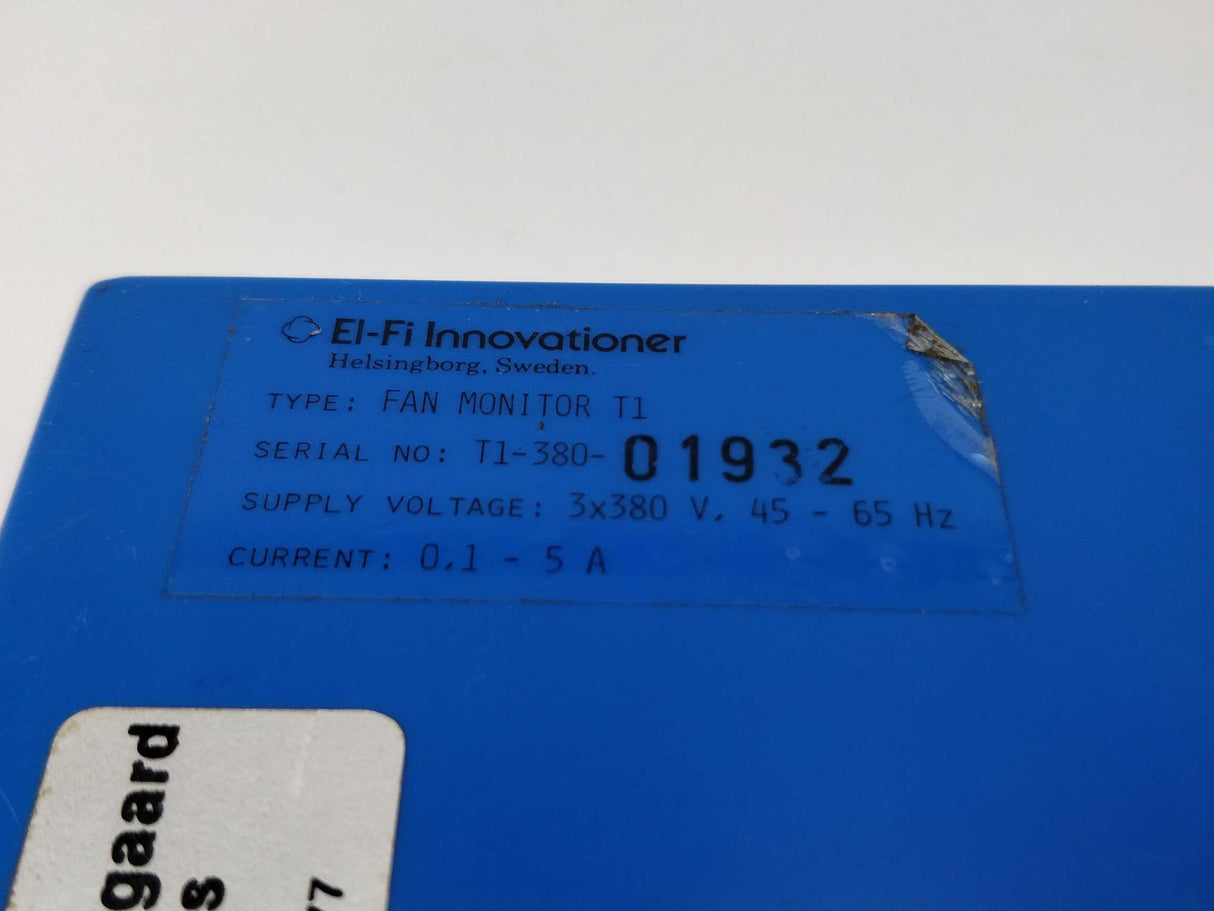 El-Fi Innovationer
Helsingborg, Sweden.
TYPE: FAN MONITOR T1
SERIAL NO: T1-380-01932
SUPPLY VOLTAGE: 3x380 V. 45 - 65 Hz
CURRENT: 0.1 - 5 A
gaard
s
77